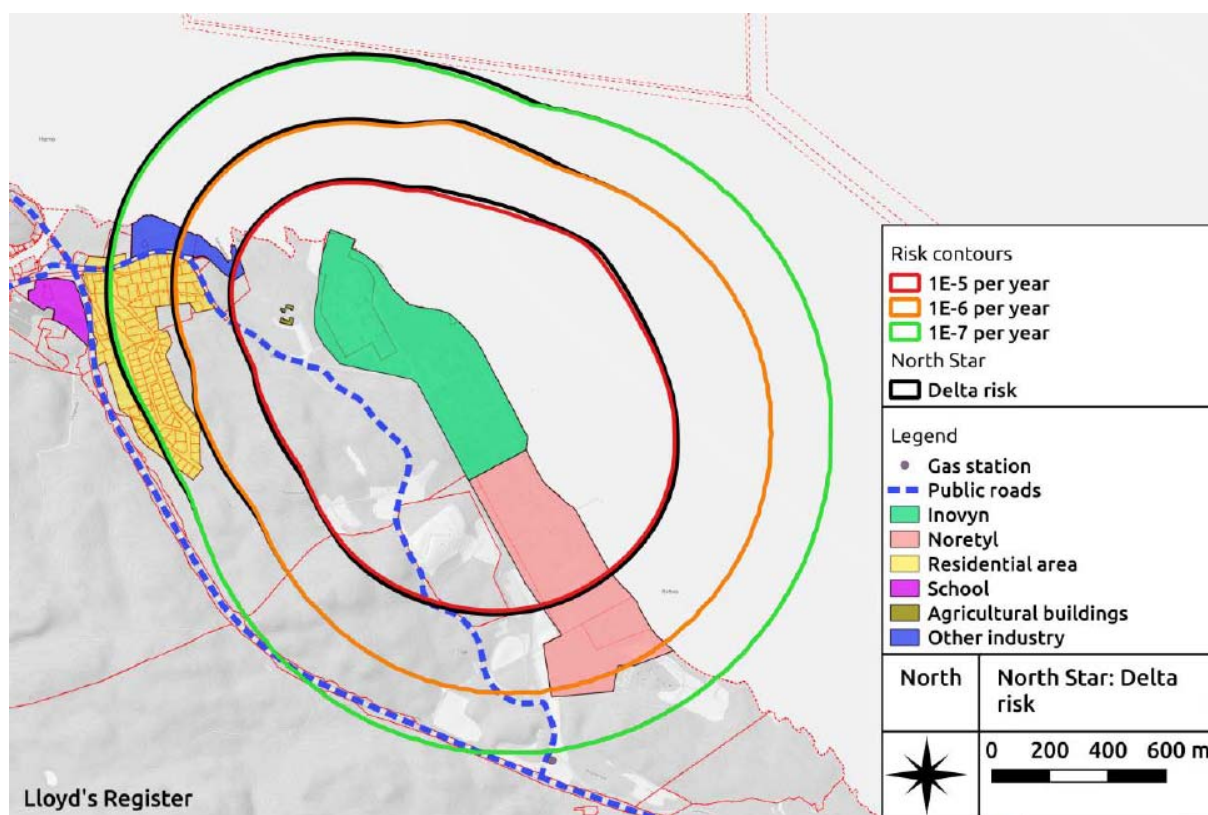 Risk contours
1E-5 per year
1E-6 per year
1E-7 per year
North Star
Delta risk
Legend
Gas station
Public roads
Inovyn
Noretyl
Residential area
School
Agricultural buildings
Other industry
North
North Star: Delta
risk
0 200 400 600 m
Lloyd's Register